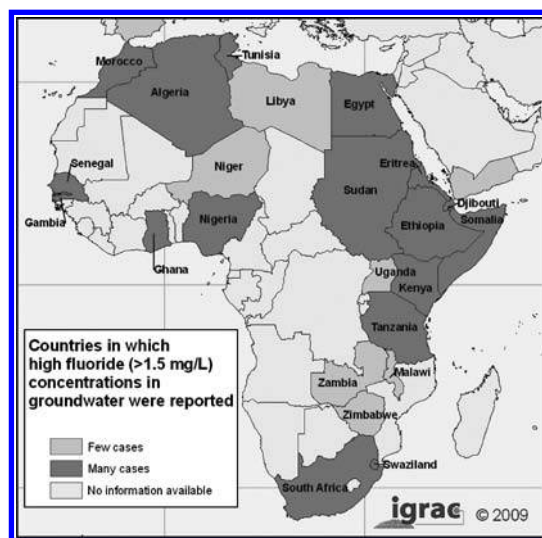 Morocco
Tunisia
Algeria
Libya
Egypt
Senegal
Niger
Eritrea
Sudan
Djibouti
Gambia
Nigeria
Ethiopia
Somalia
Ghana
Uganda
Kenya
Tanzania
Countries in which
high fluoride (>1.5 mg/L)
concentrations in
groundwater were reported
Few cases
Many cases
No information available
Malawi
Zambia
Zimbabwe
Swaziland
South Africa
igrac © 2009